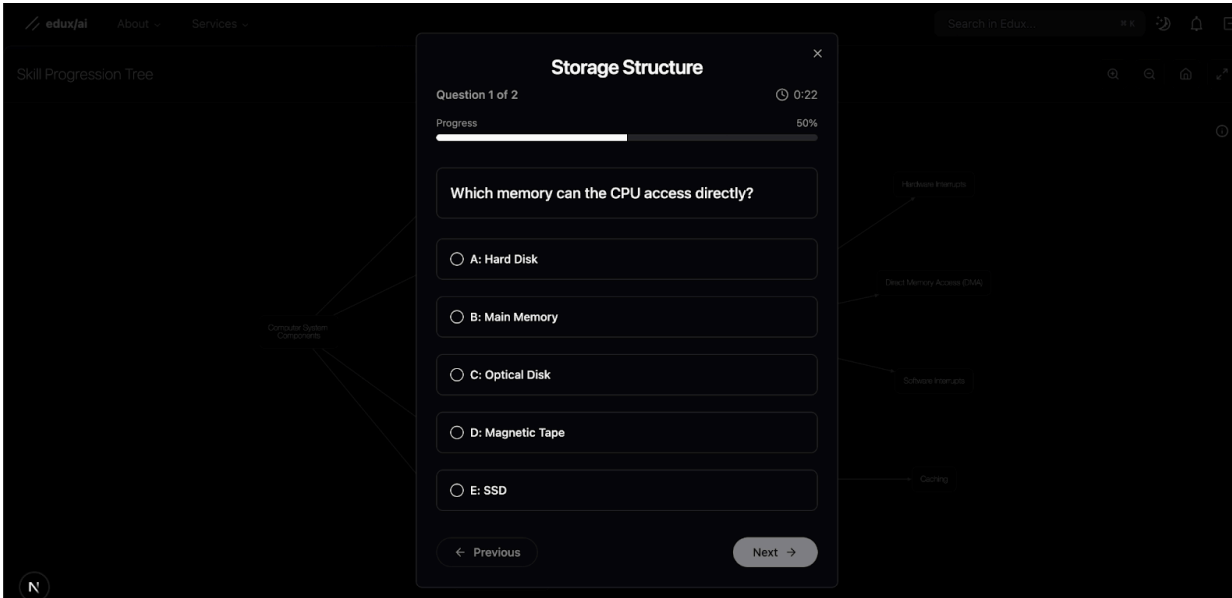 edux/ai
About
Services
Search in Edux...
⌘ K
Skill Progression Tree
Storage Structure
Question 1 of 2
0:22
Progress
50%
Which memory can the CPU access directly?
A: Hard Disk
B: Main Memory
C: Optical Disk
D: Magnetic Tape
E: SSD
← Previous
Next →
Computer System
Components
Hardware Interrupts
Direct Memory Access (DMA)
Software Interrupts
Caching
N